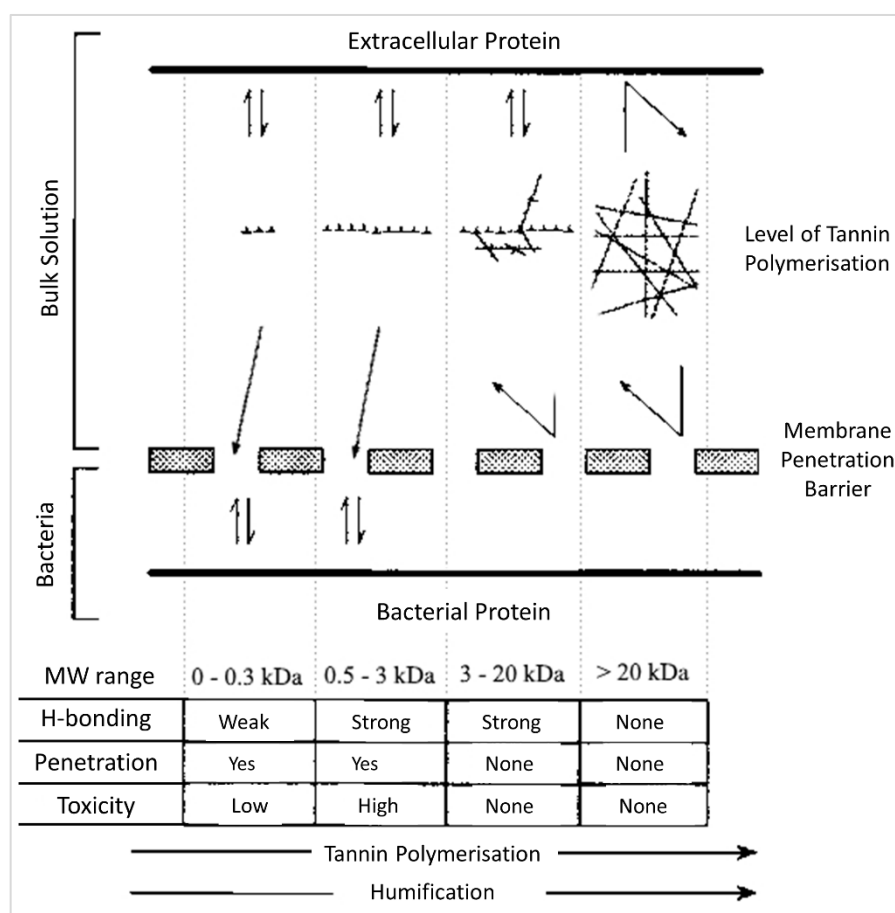 Extracellular Protein
Bulk Solution
Level of Tannin
Polymerisation
Membrane
Penetration
Barrier
Bacteria
Bacterial Protein
MW range 0 - 0.3 kDa 0.5 - 3 kDa 3 - 20 kDa > 20 kDa
H-bonding Weak Strong Strong None
Penetration Yes Yes None None
Toxicity Low High None None
Tannin Polymerisation
Humification